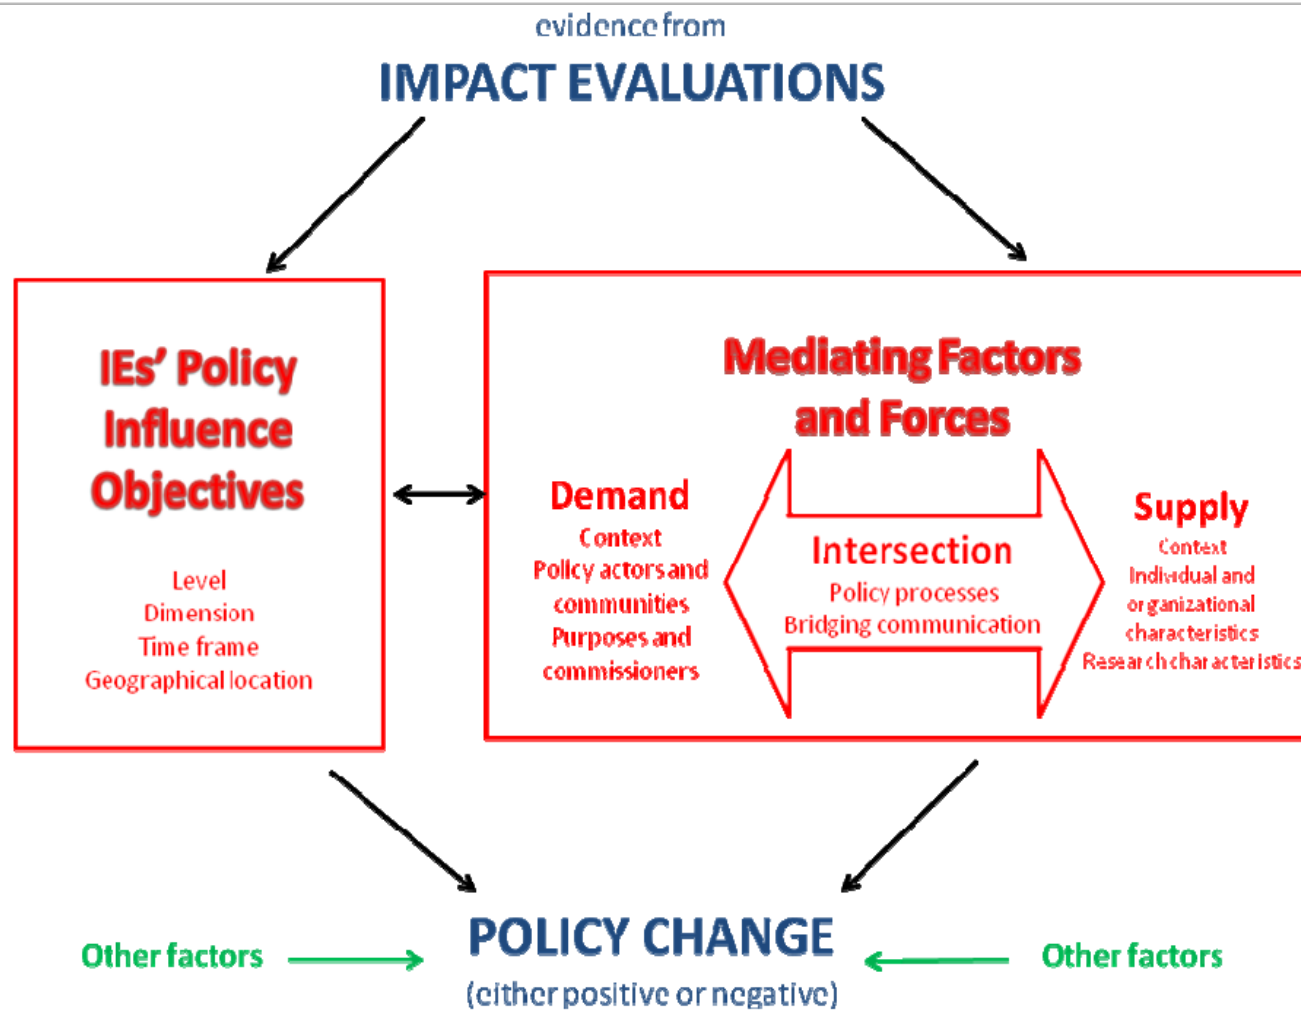 evidence from
IMPACT EVALUATIONS
IEs’ Policy
Influence
Objectives
Level
Dimension
Time frame
Geographical location
Mediating Factors
and Forces
Demand
Context
Policy actors and
communities
Purposes and
commissioners
Intersection
Policy processes
Bridging communication
Supply
Context
Individual and
organizational
characteristics
Research characteristics
Other factors
POLICY CHANGE
(either positive or negative)
Other factors